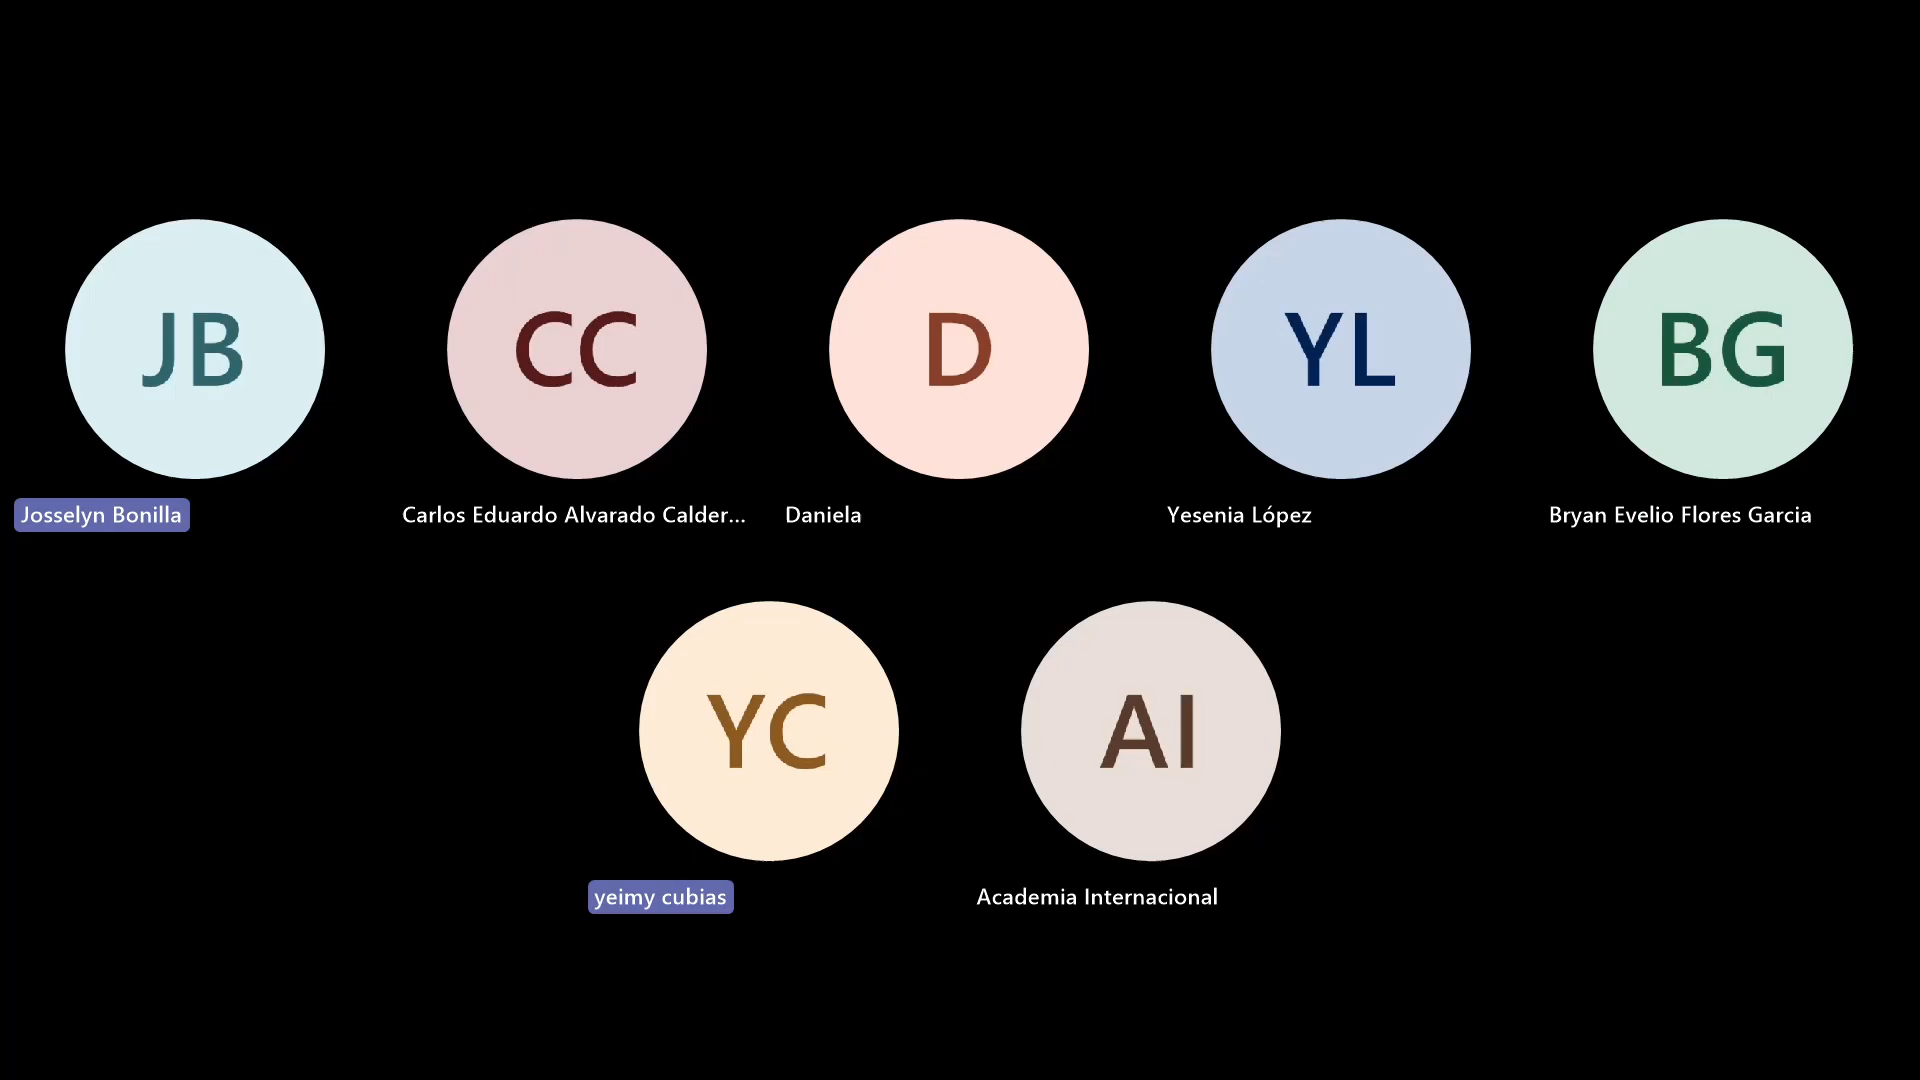 JB
CC
D
YL
BG
Josselyn Bonilla
Carlos Eduardo Alvarado Calder...
Daniela
Yesenia López
Bryan Evelio Flores Garcia
YC
AI
yeimy cubias
Academia Internacional